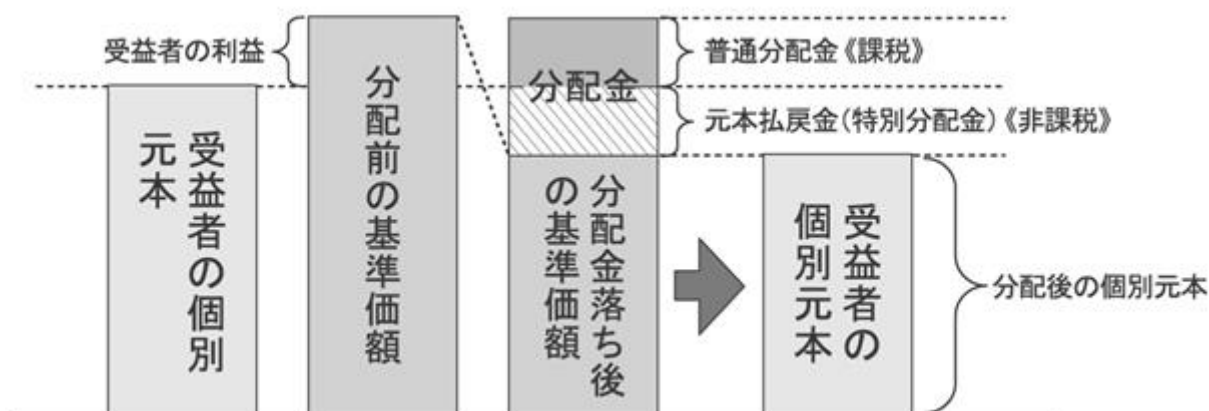 受益者の利益
受益者の個別
元本
分配前の基準価額
分配金
分配金落ち後
の基準価額
普通分配金《課税》
元本払戻金(特別分配金)《非課税》
受益者の
個別元本
分配後の個別元本